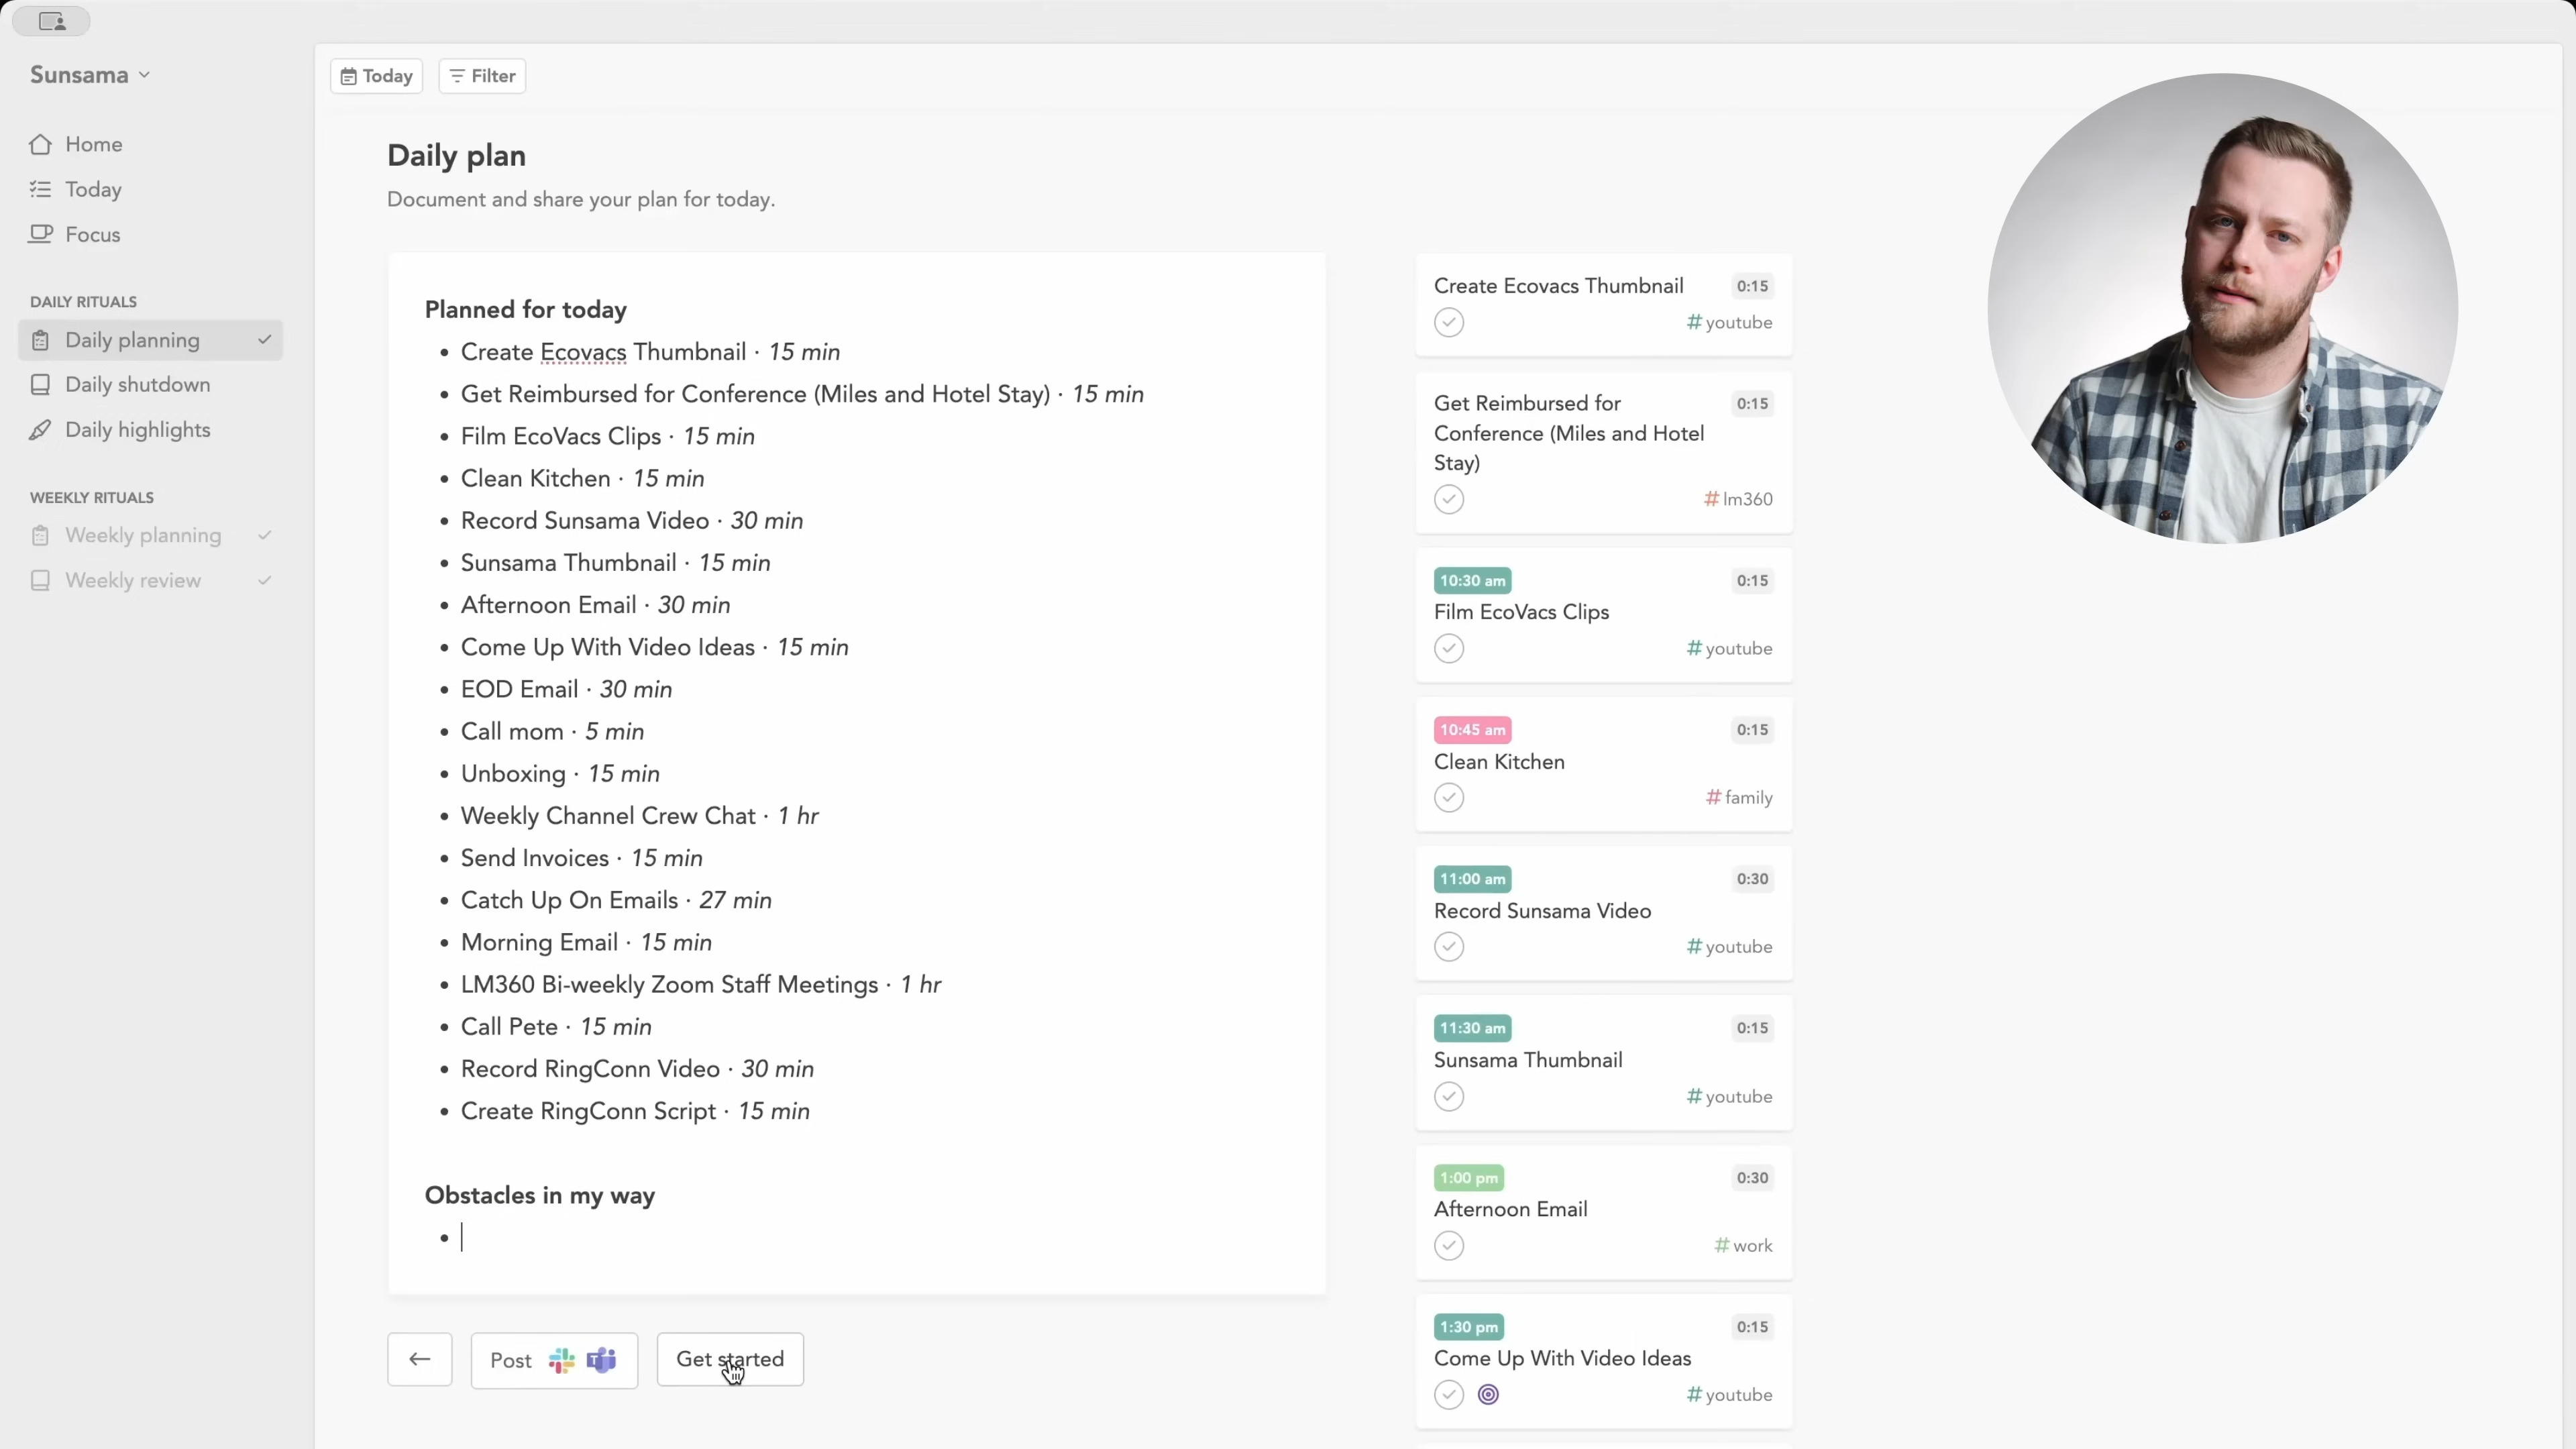 Sunsama
Home
Today
Focus
DAILY RITUALS
Daily planning
Daily shutdown
Daily highlights
WEEKLY RITUALS
Weekly planning
Weekly review
Today
Filter
Daily plan
Document and share your plan for today.
Planned for today
• Create Ecovacs Thumbnail · 15 min
• Get Reimbursed for Conference (Miles and Hotel Stay) · 15 min
• Film EcoVacs Clips · 15 min
• Clean Kitchen · 15 min
• Record Sunsama Video · 30 min
• Sunsama Thumbnail · 15 min
• Afternoon Email · 30 min
• Come Up With Video Ideas · 15 min
• EOD Email · 30 min
• Call mom · 5 min
• Unboxing · 15 min
• Weekly Channel Crew Chat · 1 hr
• Send Invoices · 15 min
• Catch Up On Emails · 27 min
• Morning Email · 15 min
• LM360 Bi-weekly Zoom Staff Meetings · 1 hr
• Call Pete · 15 min
• Record RingConn Video · 30 min
• Create RingConn Script · 15 min
Obstacles in my way
•
Post
Get started
Create Ecovacs Thumbnail 0:15
# youtube
Get Reimbursed for 0:15
Conference (Miles and Hotel
Stay)
# lm360
10:30 am 0:15
Film EcoVacs Clips
# youtube
10:45 am 0:15
Clean Kitchen
# family
11:00 am 0:30
Record Sunsama Video
# youtube
11:30 am 0:15
Sunsama Thumbnail
# youtube
1:00 pm 0:30
Afternoon Email
# work
1:30 pm 0:15
Come Up With Video Ideas
# youtube